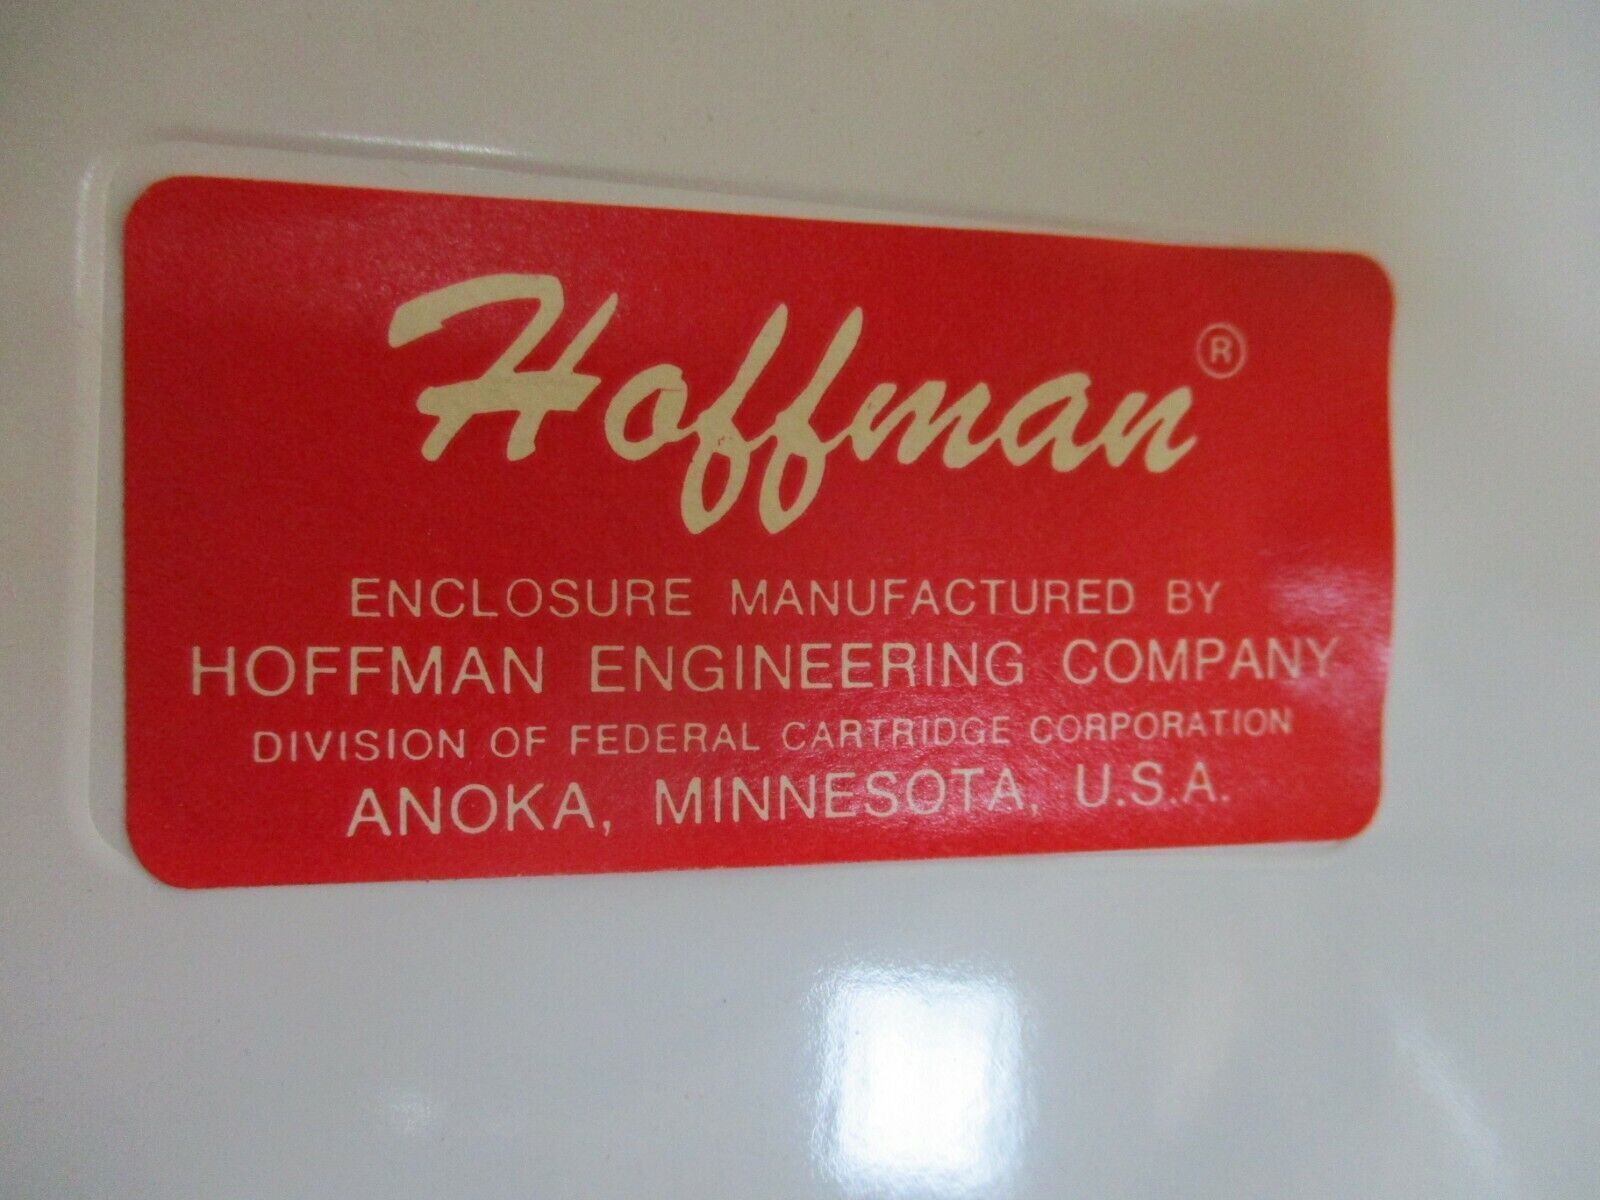 Hoffman®
ENCLOSURE MANUFACTURED BY
HOFFMAN ENGINEERING COMPANY
DIVISION OF FEDERAL CARTRIDGE CORPORATION
ANOKA, MINNESOTA, U.S.A.